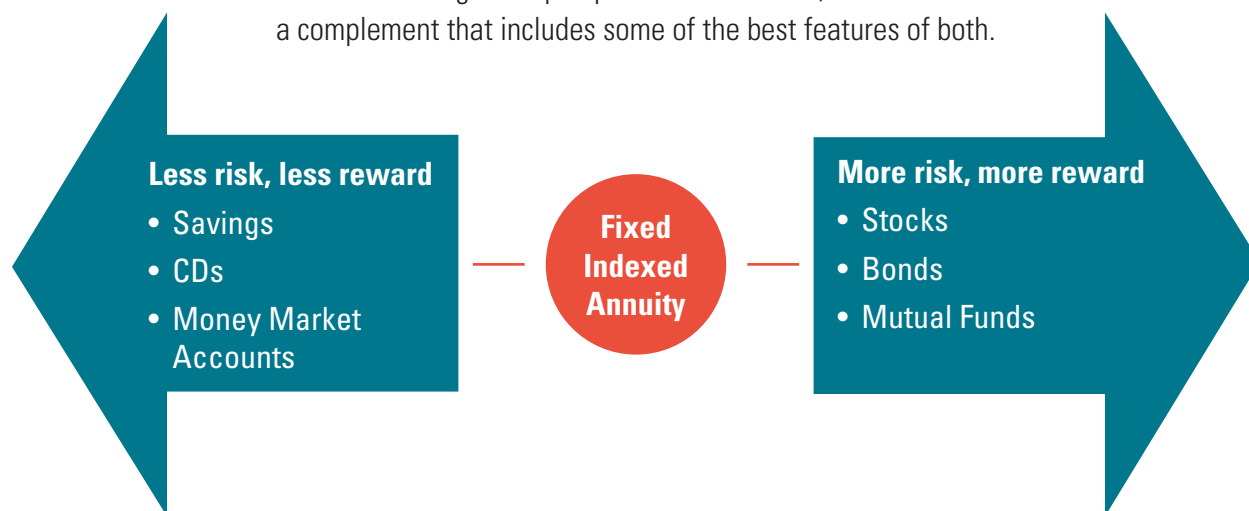 a complement that includes some of the best features of both.
Less risk, less reward
• Savings
• CDs
• Money Market
Accounts
Fixed
Indexed
Annuity
More risk, more reward
• Stocks
• Bonds
• Mutual Funds